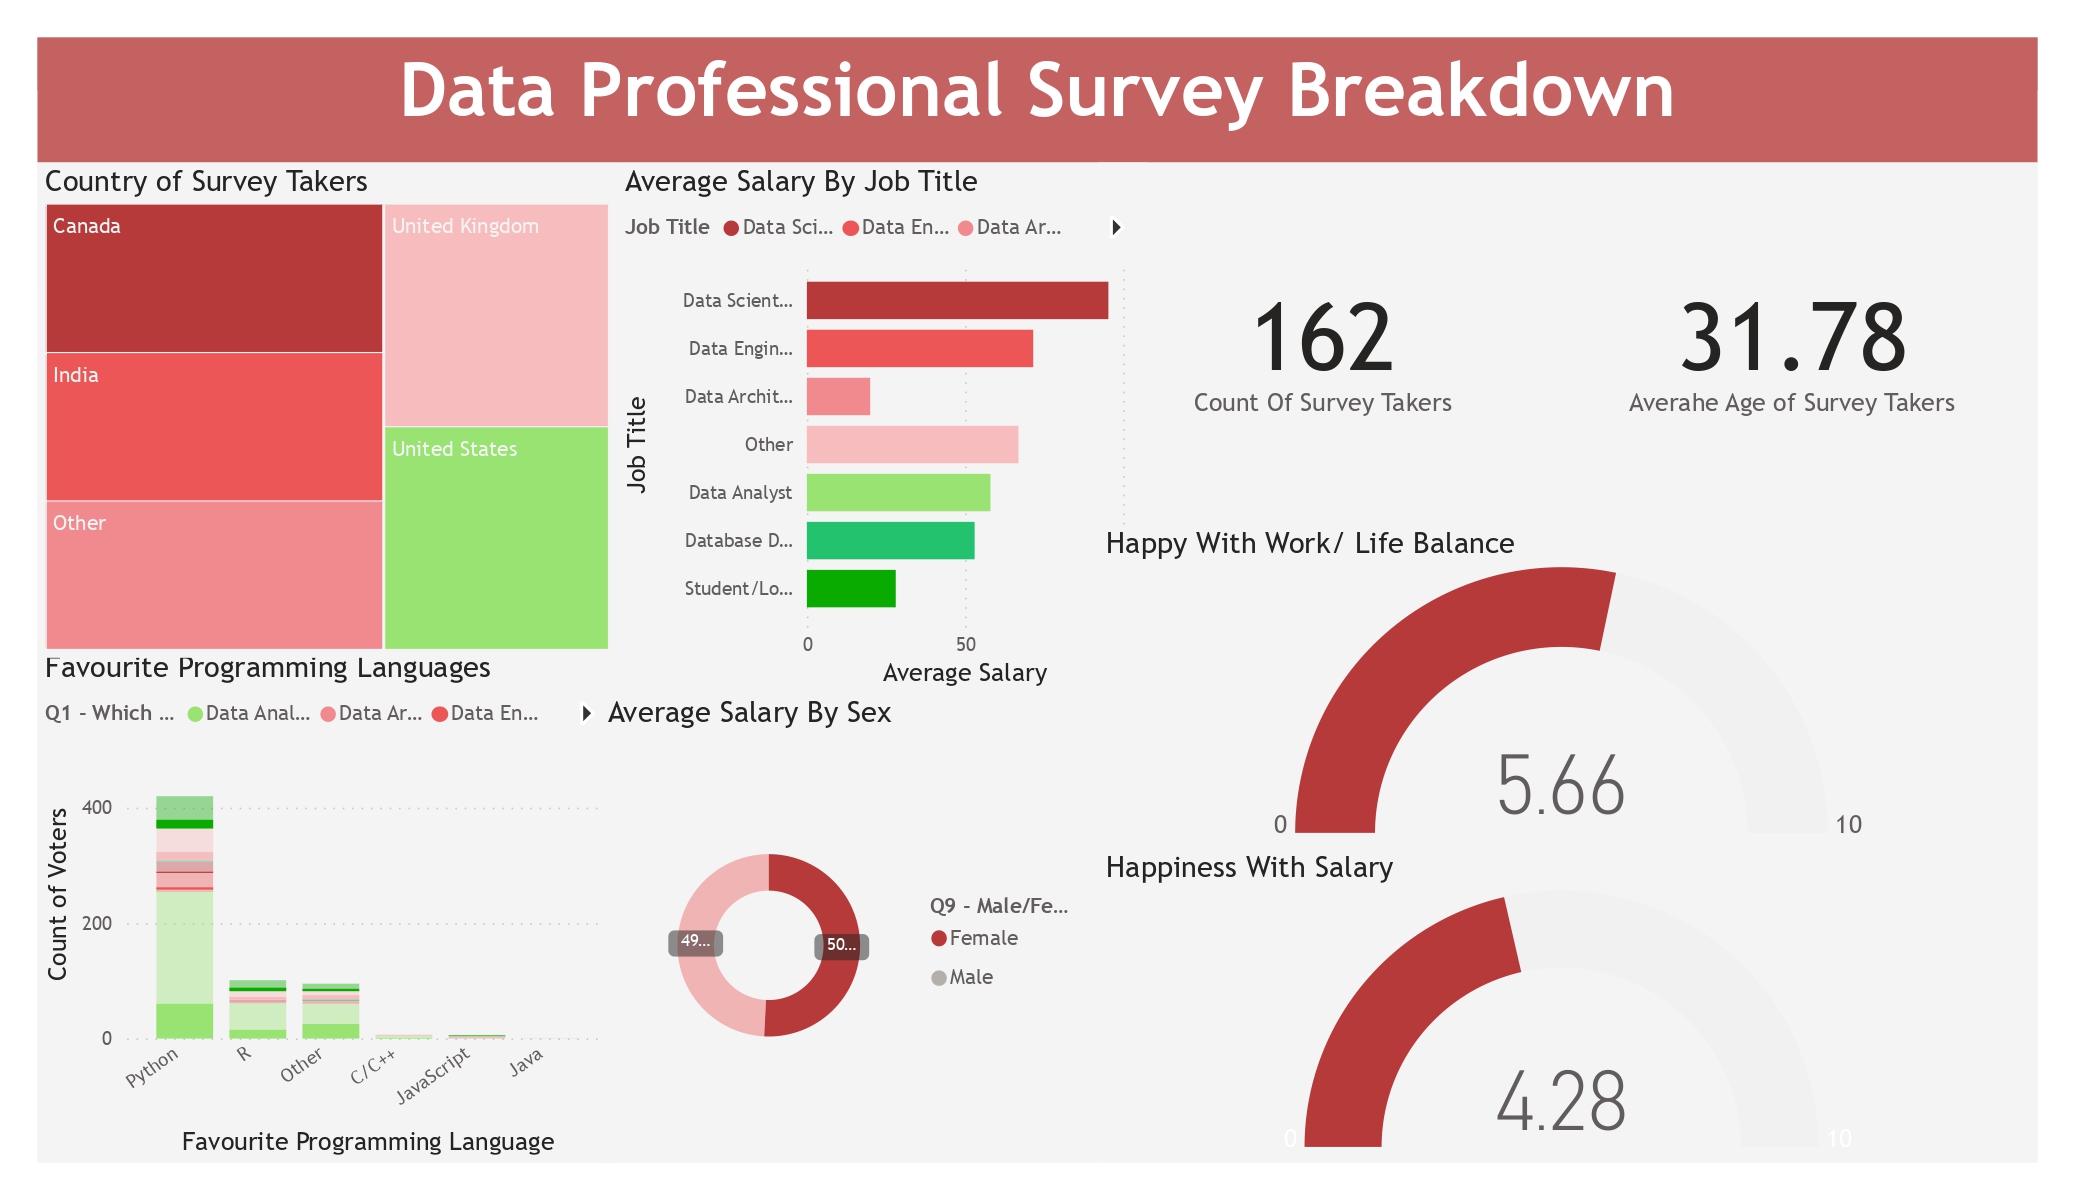 Data Professional Survey Breakdown
Country of Survey Takers
Canada
India
Other
United Kingdom
United States
Average Salary By Job Title
Job Title Data Sci... Data En... Data Ar...
Job Title
Data Scient...
Data Engin...
Data Archit...
Other
Data Analyst
Database D...
Student/Lo...
0 50
Average Salary
162
Count Of Survey Takers
31.78
Averahe Age of Survey Takers
Favourite Programming Languages
Q1 - Which ... Data Anal... Data Ar... Data En...
Count of Voters
400
200
0
Python R Other C/C++ JavaScript Java
Favourite Programming Language
Average Salary By Sex
49...
50...
Q9 - Male/Fe...
Female
Male
Happy With Work/ Life Balance
5.66
0 10
Happiness With Salary
4.28
0 10